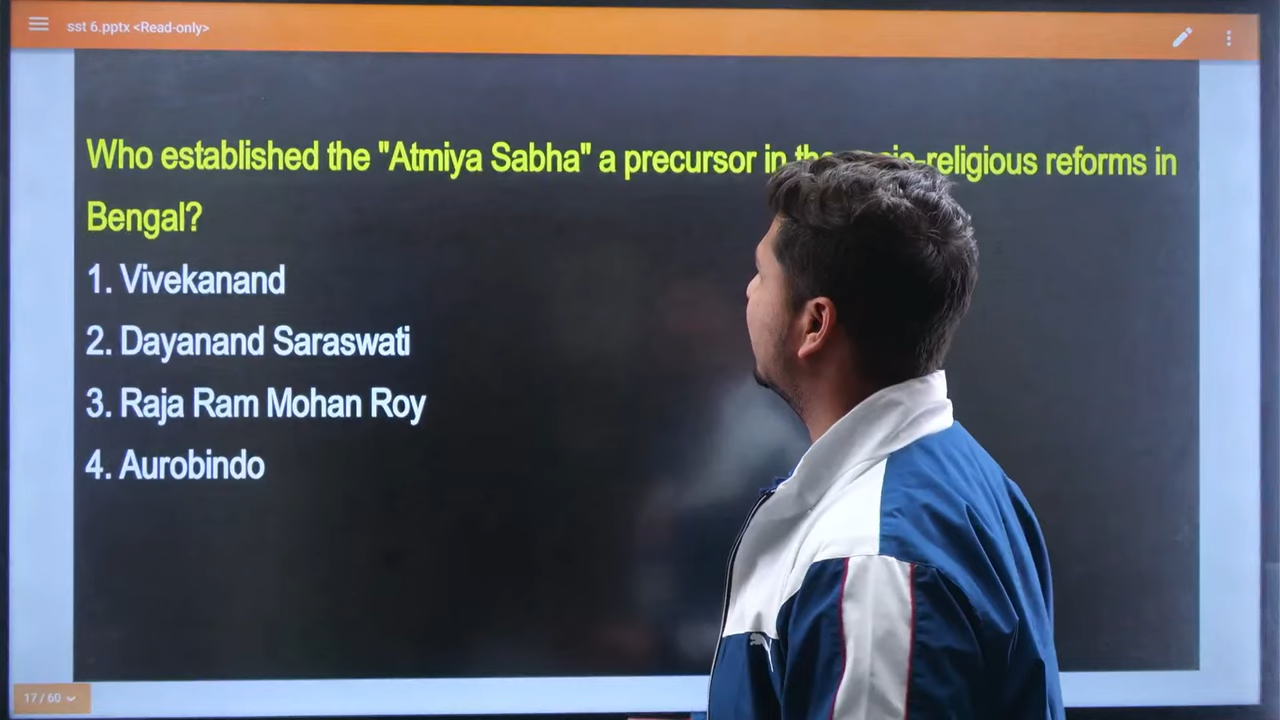 sst 6.pptx <Read-only>
Who established the "Atmiya Sabha" a precursor in the -religious reforms in
Bengal?
1. Vivekanand
2. Dayanand Saraswati
3. Raja Ram Mohan Roy
4. Aurobindo
17 / 60